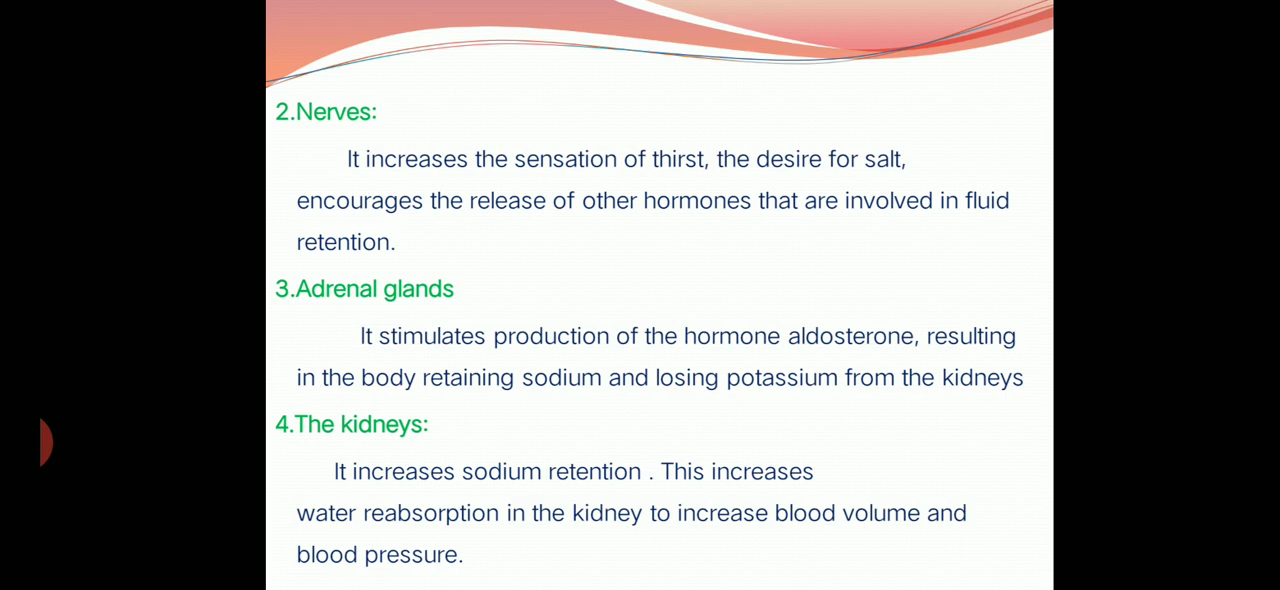 2.Nerves:
It increases the sensation of thirst, the desire for salt,
encourages the release of other hormones that are involved in fluid
retention.
3.Adrenal glands
It stimulates production of the hormone aldosterone, resulting
in the body retaining sodium and losing potassium from the kidneys
4.The kidneys:
It increases sodium retention . This increases
water reabsorption in the kidney to increase blood volume and
blood pressure.